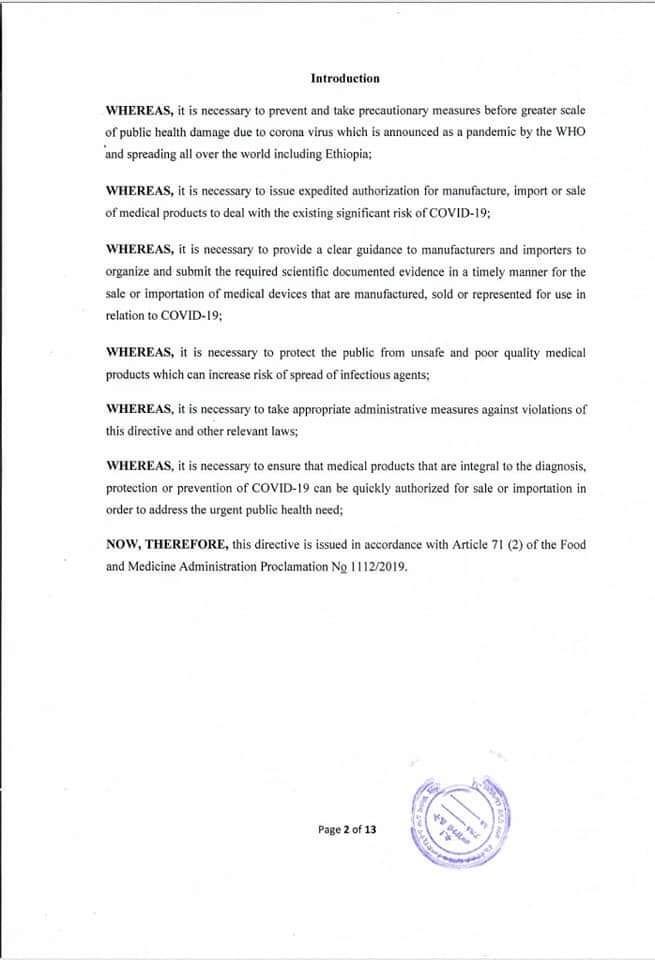 Introduction
WHEREAS, it is necessary to prevent and take precautionary measures before greater scale
of public health damage due to corona virus which is announced as a pandemic by the WHO
and spreading all over the world including Ethiopia;
WHEREAS, it is necessary to issue expedited authorization for manufacture, import or sale
of medical products to deal with the existing significant risk of COVID-19;
WHEREAS, it is necessary to provide a clear guidance to manufacturers and importers to
organize and submit the required scientific documented evidence in a timely manner for the
sale or importation of medical devices that are manufactured, sold or represented for use in
relation to COVID-19;
WHEREAS, it is necessary to protect the public from unsafe and poor quality medical
products which can increase risk of spread of infectious agents;
WHEREAS, it is necessary to take appropriate administrative measures against violations of
this directive and other relevant laws;
WHEREAS, it is necessary to ensure that medical products that are integral to the diagnosis,
protection or prevention of COVID-19 can be quickly authorized for sale or importation in
order to address the urgent public health need;
NOW, THEREFORE, this directive is issued in accordance with Article 71 (2) of the Food
and Medicine Administration Proclamation No 1112/2019.
Page 2 of 13